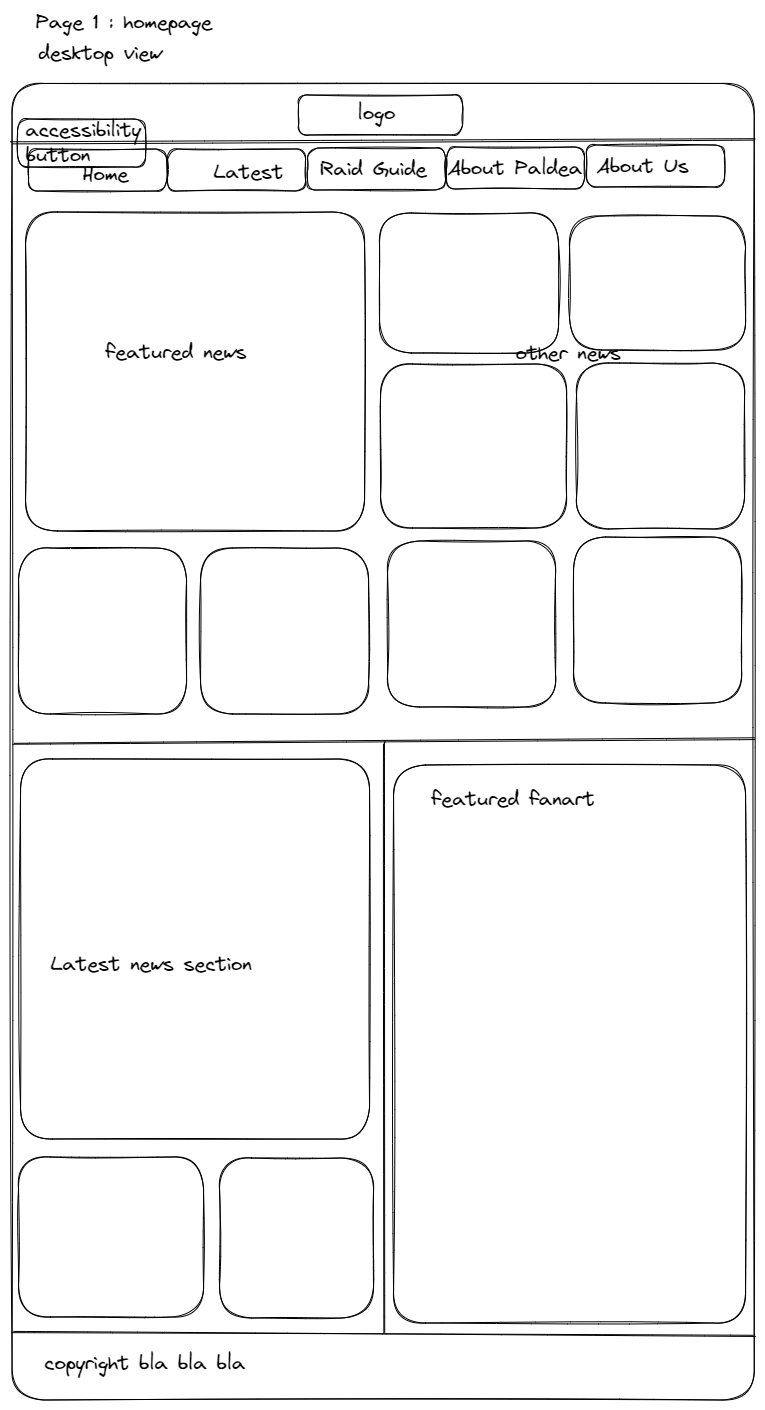 Page 1 : homepage
desktop view
logo
accessibility
button
Home
Latest
Raid Guide
About Paldea
About Us
featured news
other news
featured fanart
Latest news section
copyright bla bla bla